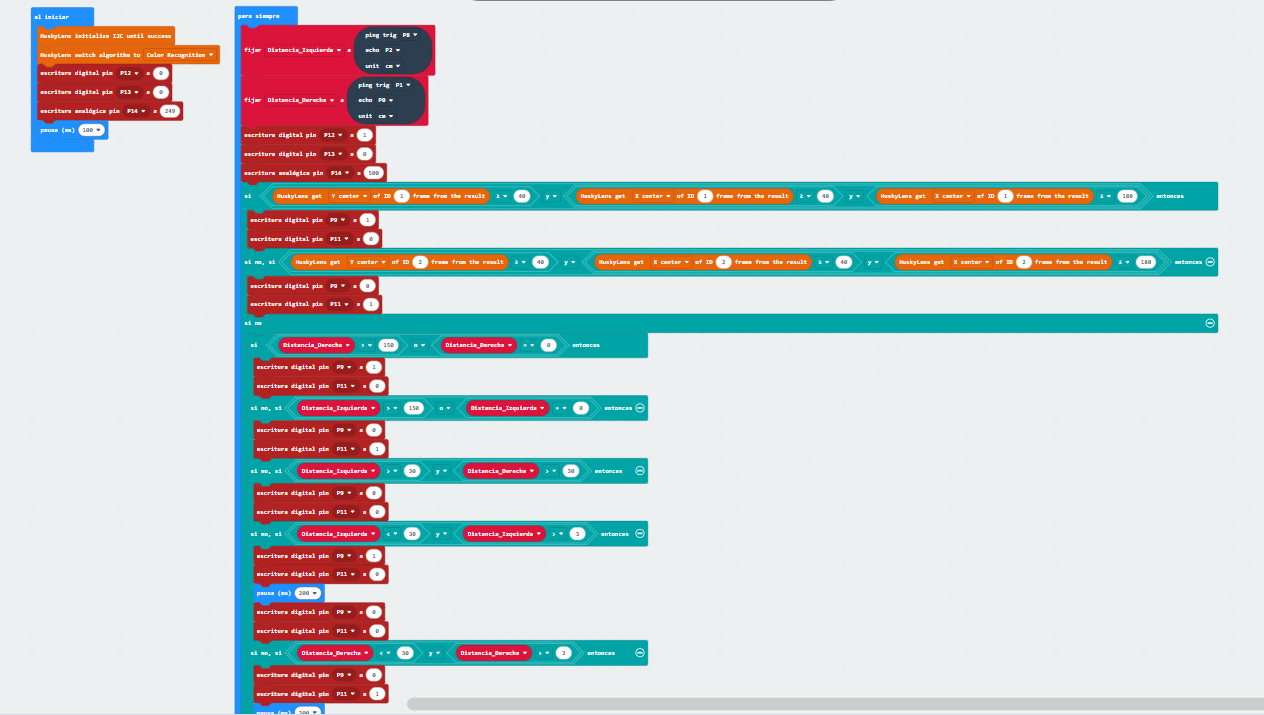 al iniciar
HuskyLens initialize I2C until success
HuskyLens switch algorithm to Color Recognition
escritura digital pin P12 a 0
escritura digital pin P13 a 0
escritura analógica pin P14 a 249
pausa (ms) 100
para siempre
fijar Distancia_Izquierda a ping trig P8
echo P2
unit cm
fijar Distancia_Derecha a ping trig P1
echo P0
unit cm
escritura digital pin P12 a 1
escritura digital pin P13 a 0
escritura analógica pin P14 a 500
si HuskyLens get Y center of ID 1 frame from the result ≥ 40 y HuskyLens get X center of ID 1 frame from the result ≥ 40 y HuskyLens get X center of ID 1 frame from the result ≤ 180 entonces
escritura digital pin P9 a 1
escritura digital pin P11 a 0
si no, si HuskyLens get Y center of ID 2 frame from the result ≥ 40 y HuskyLens get X center of ID 2 frame from the result ≥ 40 y HuskyLens get X center of ID 2 frame from the result ≤ 180 entonces
escritura digital pin P9 a 0
escritura digital pin P11 a 1
si no
si Distancia_Derecha > 150 o Distancia_Derecha = 0 entonces
escritura digital pin P9 a 1
escritura digital pin P11 a 0
si no, si Distancia_Izquierda > 150 o Distancia_Izquierda = 0 entonces
escritura digital pin P9 a 0
escritura digital pin P11 a 1
si no, si Distancia_Izquierda > 30 y Distancia_Derecha > 30 entonces
escritura digital pin P9 a 0
escritura digital pin P11 a 0
si no, si Distancia_Izquierda < 30 y Distancia_Izquierda > 3 entonces
escritura digital pin P9 a 1
escritura digital pin P11 a 0
pausa (ms) 200
escritura digital pin P9 a 0
escritura digital pin P11 a 0
si no, si Distancia_Derecha < 30 y Distancia_Derecha > 3 entonces
escritura digital pin P9 a 0
escritura digital pin P11 a 1
pausa (ms) 200